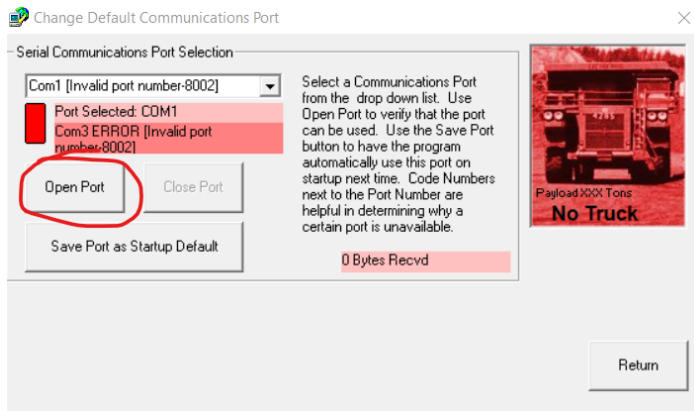 Change Default Communications Port
Serial Communications Port Selection
Com1 [Invalid port number-8002]
Port Selected: COM1
Com3 ERROR [Invalid port
number-8002]
Open Port
Close Port
Save Port as Startup Default
Select a Communications Port
from the drop down list. Use
Open Port to verify that the port
can be used. Use the Save Port
button to have the program
automatically use this port on
startup next time. Code Numbers
next to the Port Number are
helpful in determining why a
certain port is unavailable.
0 Bytes Recvd
4285
Payload XXX Tons
No Truck
Return